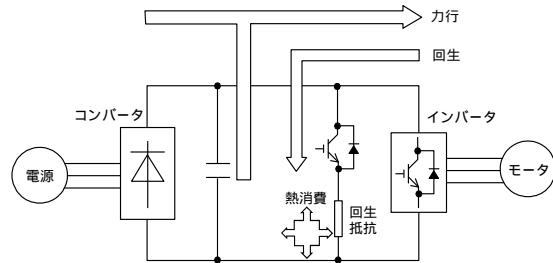 力行
回生
コンバータ
インバータ
電源
モータ
熱消費
回生
抵抗